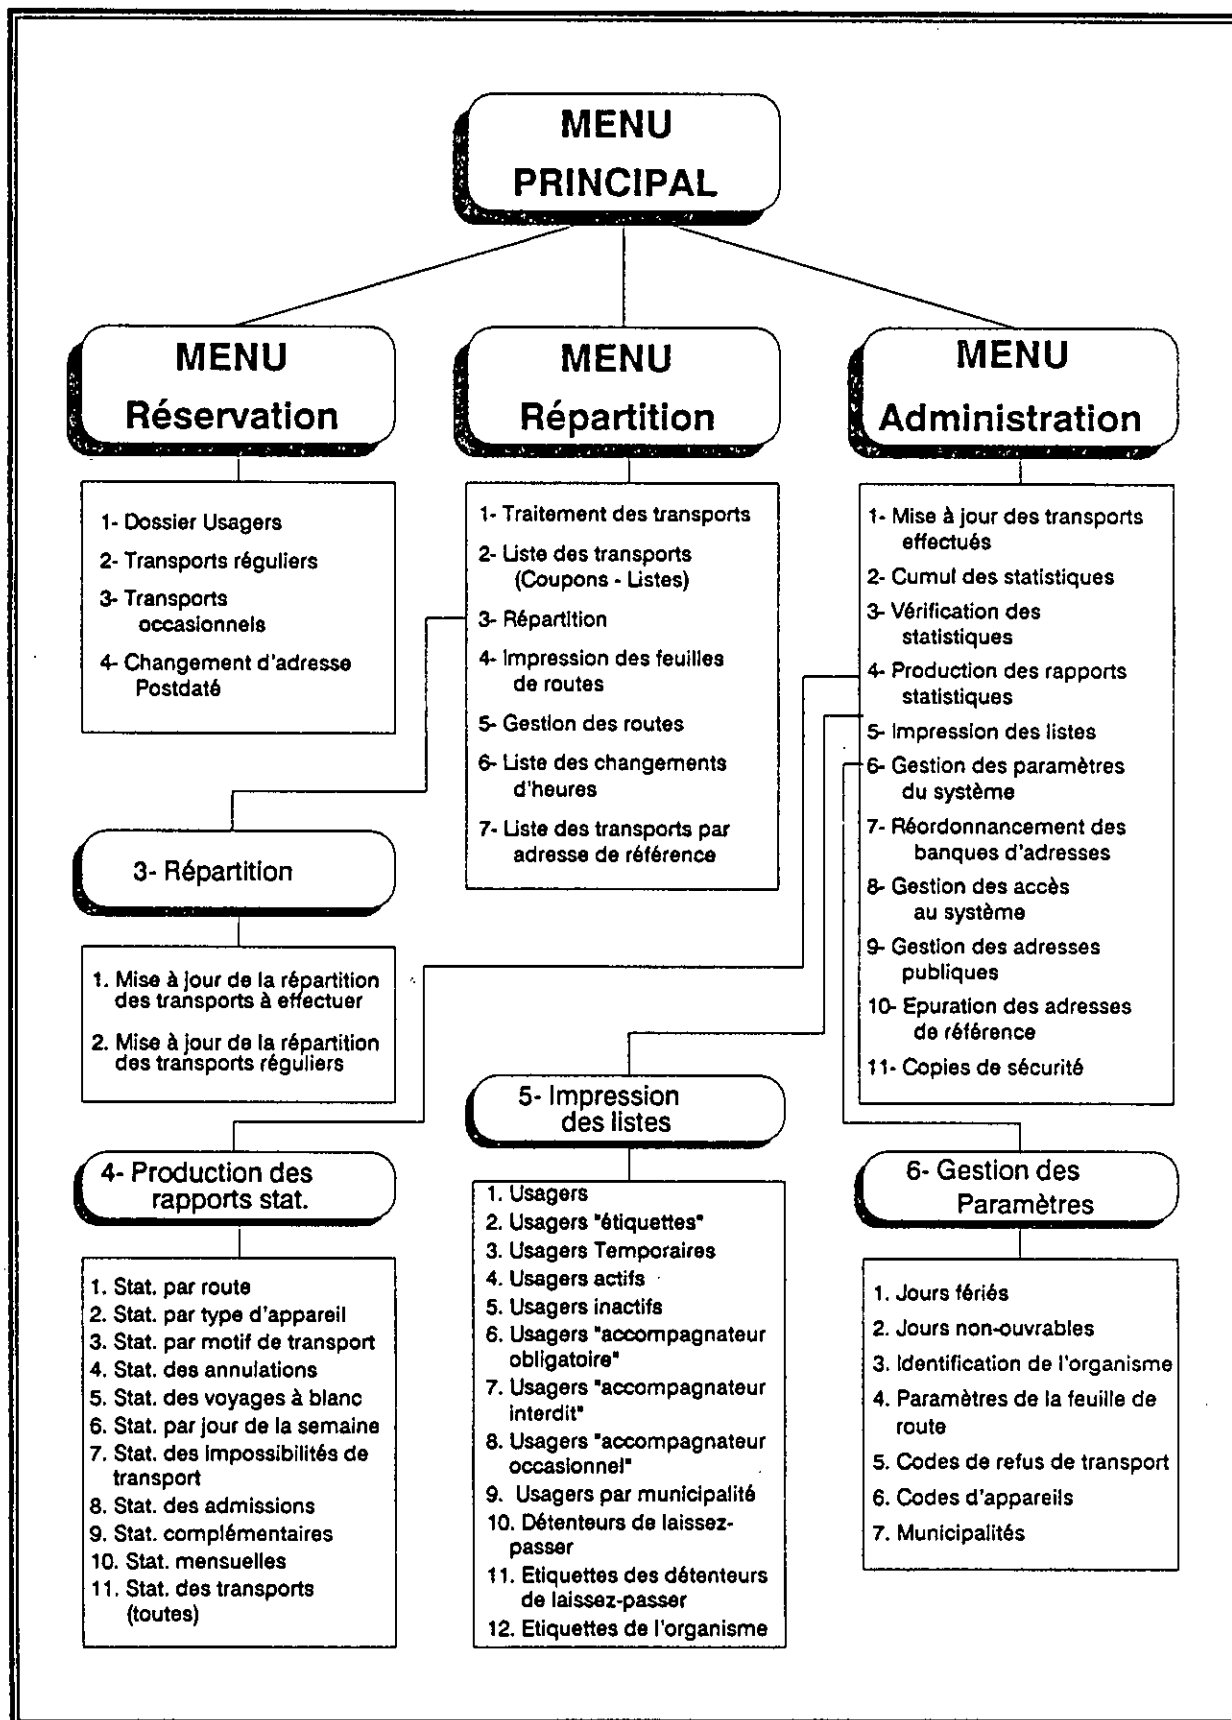 MENU
PRINCIPAL
MENU
Réservation
1- Dossier Usagers
2- Transports réguliers
3- Transports
occasionnels
4- Changement d'adresse
Postdaté
MENU
Répartition
1- Traitement des transports
2- Liste des transports
(Coupons - Listes)
3- Répartition
4- Impression des feuilles
de routes
5- Gestion des routes
6- Liste des changements
d'heures
7- Liste des transports par
adresse de référence
MENU
Administration
1- Mise à jour des transports
effectués
2- Cumul des statistiques
3- Vérification des
statistiques
4- Production des rapports
statistiques
5- Impression des listes
6- Gestion des paramètres
du système
7- Réordonnancement des
banques d'adresses
8- Gestion des accès
au système
9- Gestion des adresses
publiques
10- Epuration des adresses
de référence
11- Copies de sécurité
3- Répartition
1. Mise à jour de la répartition
des transports à effectuer
2. Mise à jour de la répartition
des transports réguliers
4- Production des
rapports stat.
1. Stat. par route
2. Stat. par type d'appareil
3. Stat. par motif de transport
4. Stat. des annulations
5. Stat. des voyages à blanc
6. Stat. par jour de la semaine
7. Stat. des impossibilités de
transport
8. Stat. des admissions
9. Stat. complémentaires
10. Stat. mensuelles
11. Stat. des transports
(toutes)
5- Impression
des listes
1. Usagers
2. Usagers "étiquettes"
3. Usagers Temporaires
4. Usagers actifs
5. Usagers inactifs
6. Usagers "accompagnateur
obligatoire"
7. Usagers "accompagnateur
interdit"
8. Usagers "accompagnateur
occasionnel"
9. Usagers par municipalité
10. Détenteurs de laissez-
passer
11. Etiquettes des détenteurs
de laissez-passer
12. Etiquettes de l'organisme
6- Gestion des
Paramètres
1. Jours fériés
2. Jours non-ouvrables
3. Identification de l'organisme
4. Paramètres de la feuille de
route
5. Codes de refus de transport
6. Codes d'appareils
7. Municipalités